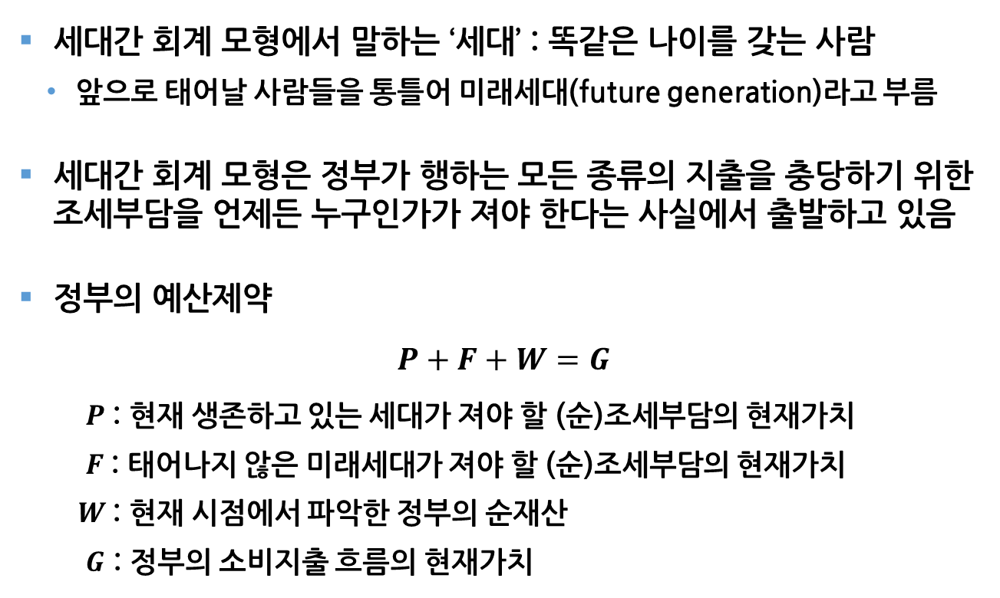 ▪ 세대간 회계 모형에서 말하는 ‘세대’ : 똑같은 나이를 갖는 사람
• 앞으로 태어날 사람들을 통틀어 미래세대(future generation)라고 부름
▪ 세대간 회계 모형은 정부가 행하는 모든 종류의 지출을 충당하기 위한
조세부담을 언제든 누구인가가 져야 한다는 사실에서 출발하고 있음
▪ 정부의 예산제약
P + F + W = G
P : 현재 생존하고 있는 세대가 져야 할 (순)조세부담의 현재가치
F : 태어나지 않은 미래세대가 져야 할 (순)조세부담의 현재가치
W : 현재 시점에서 파악한 정부의 순재산
G : 정부의 소비지출 흐름의 현재가치